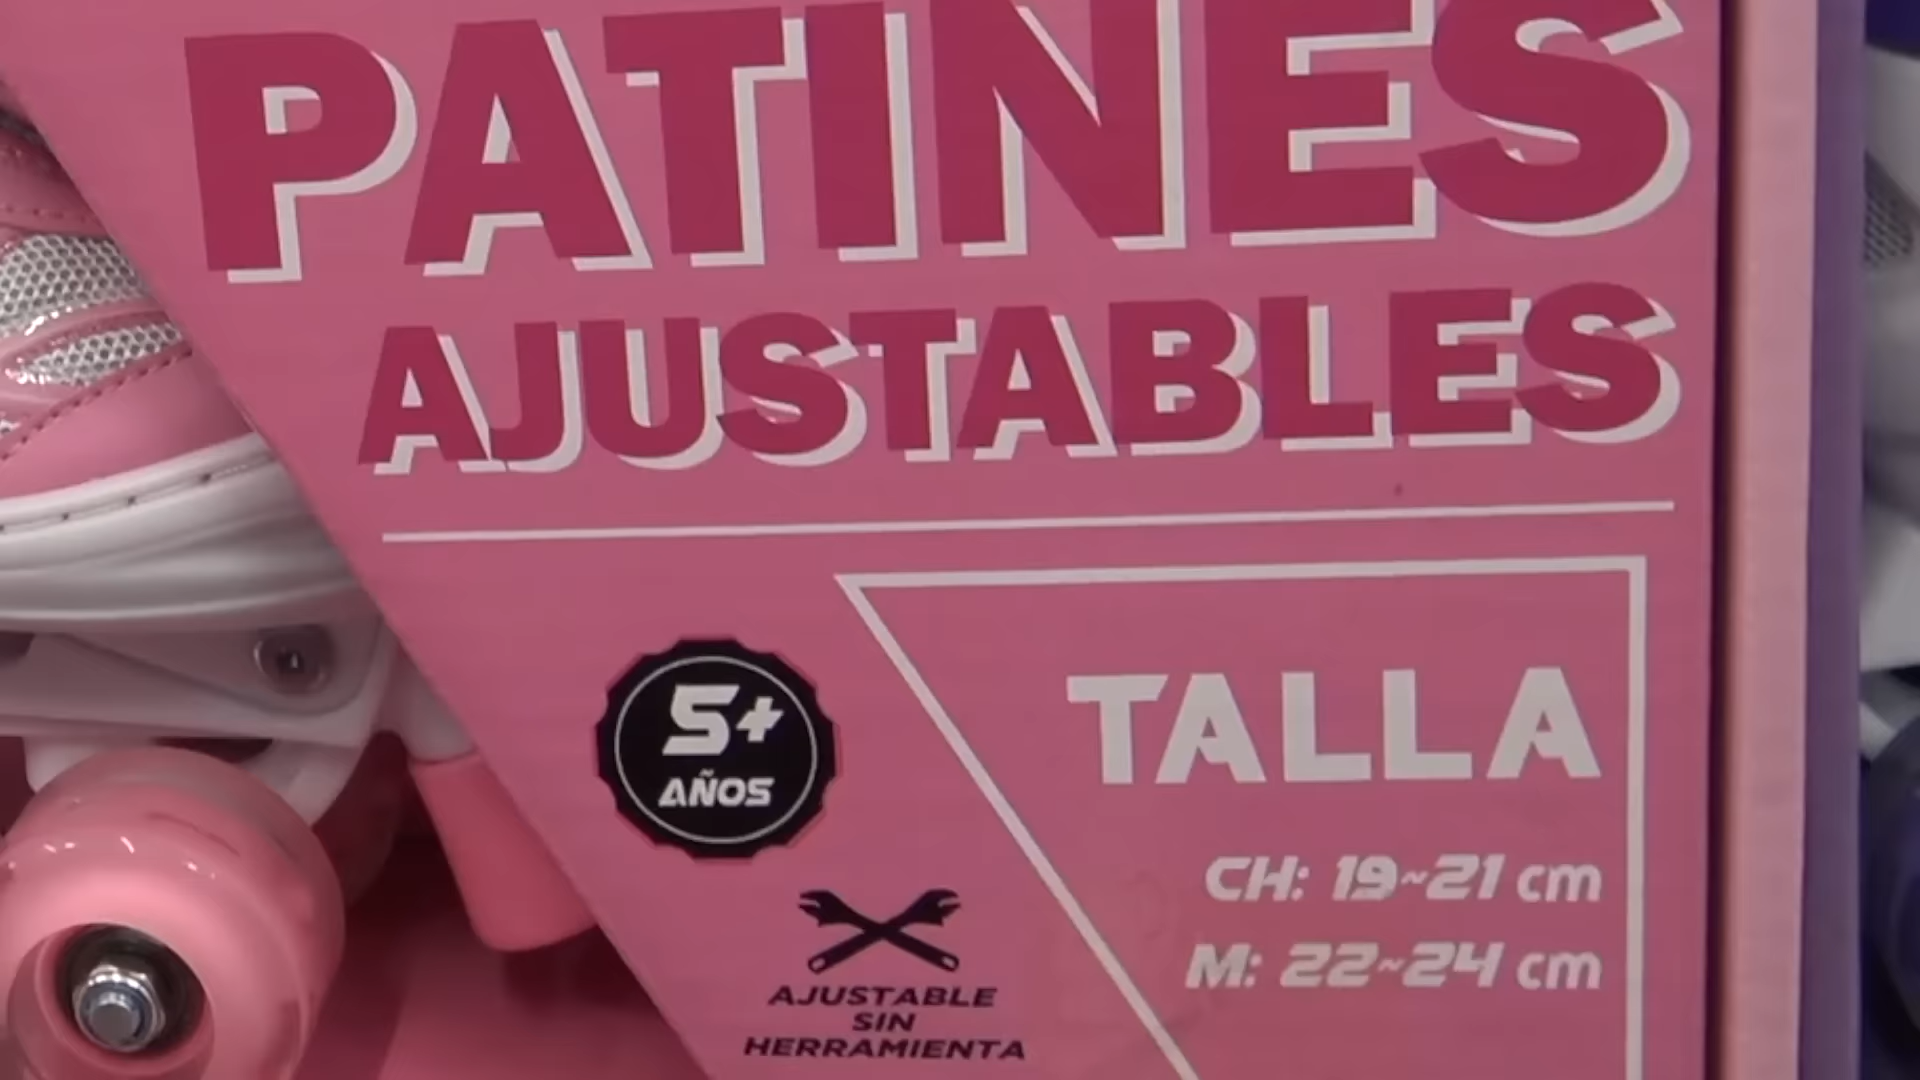 PATINES
AJUSTABLES
5+
AÑOS
AJUSTABLE
SIN
HERRAMIENTA
TALLA
CH: 19~21 cm
M: 22~24 cm